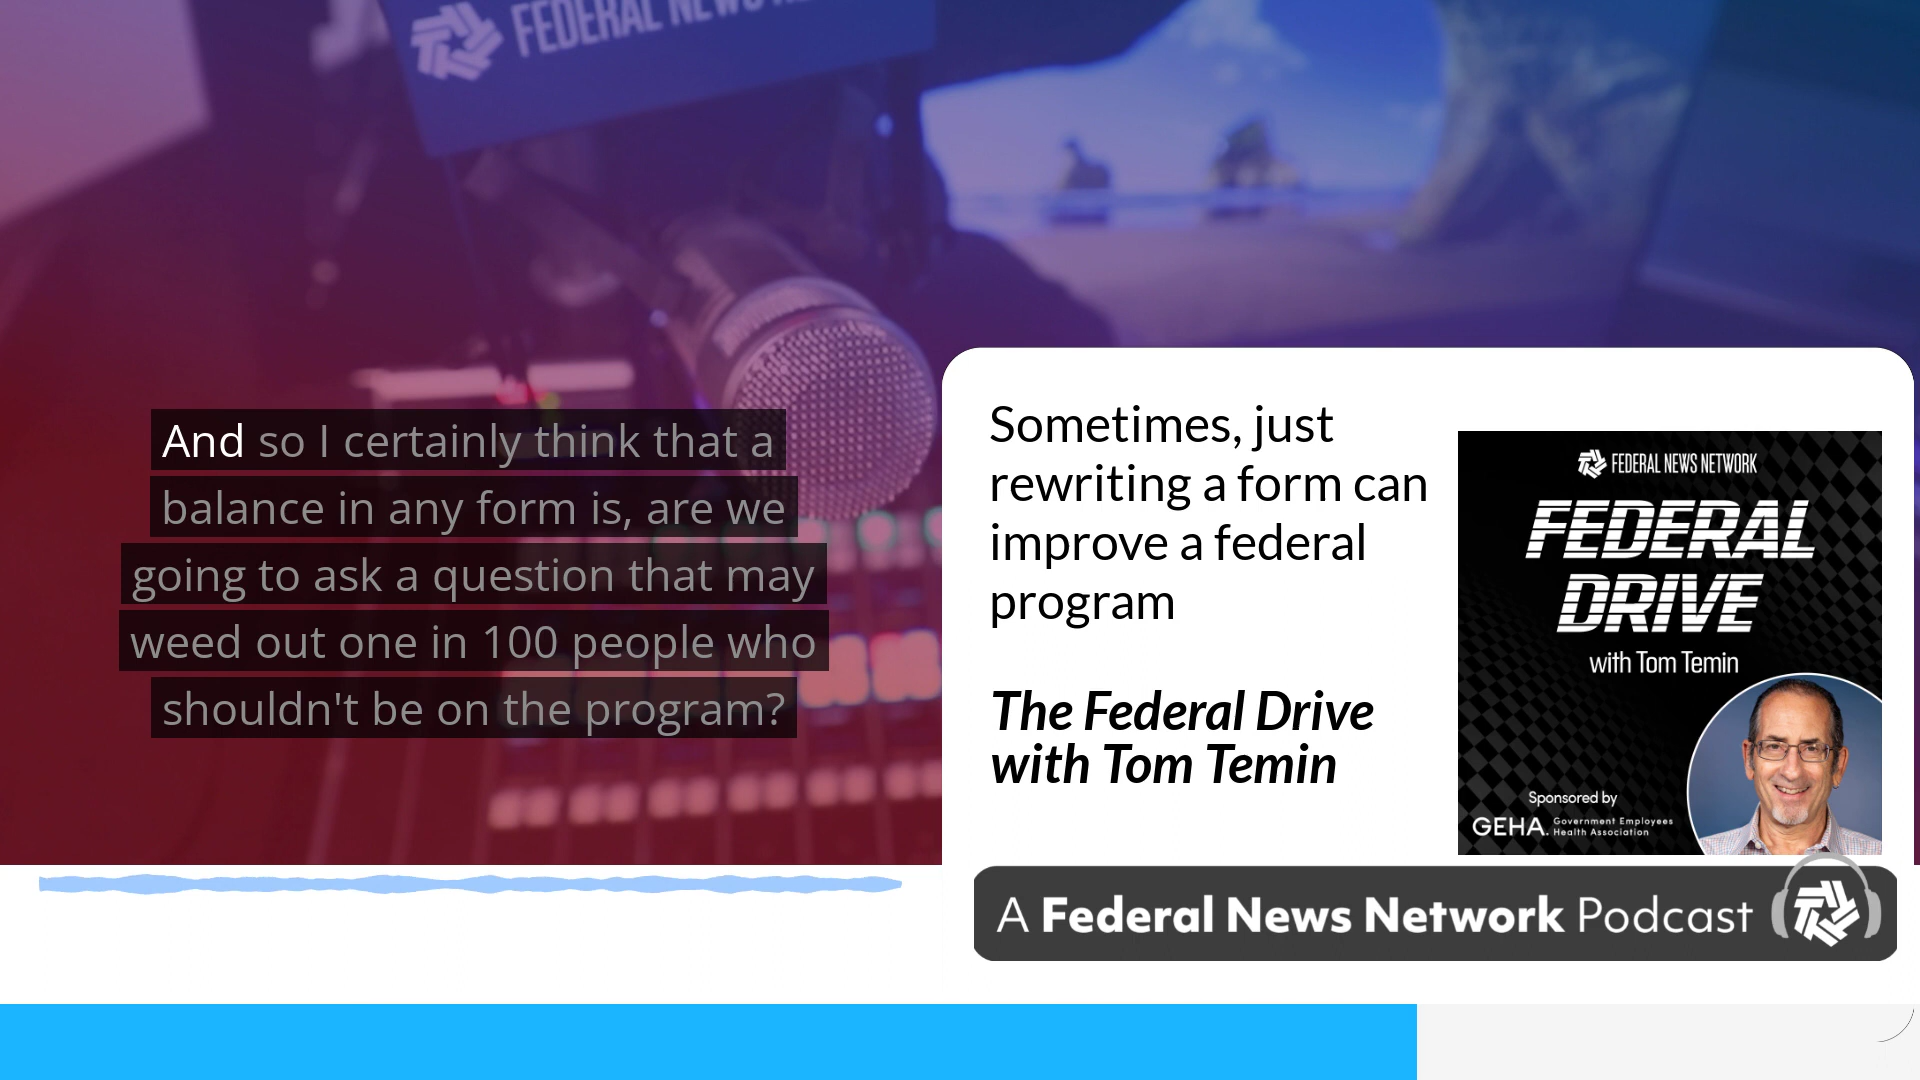 FEDERAL NEWS
And so I certainly think that a
balance in any form is, are we
going to ask a question that may
weed out one in 100 people who
shouldn't be on the program?
Sometimes, just
rewriting a form can
improve a federal
program
The Federal Drive
with Tom Temin
FEDERAL NEWS NETWORK
FEDERAL
DRIVE
with Tom Temin
Sponsored by
GEHA. Government Employees
Health Association
A Federal News Network Podcast